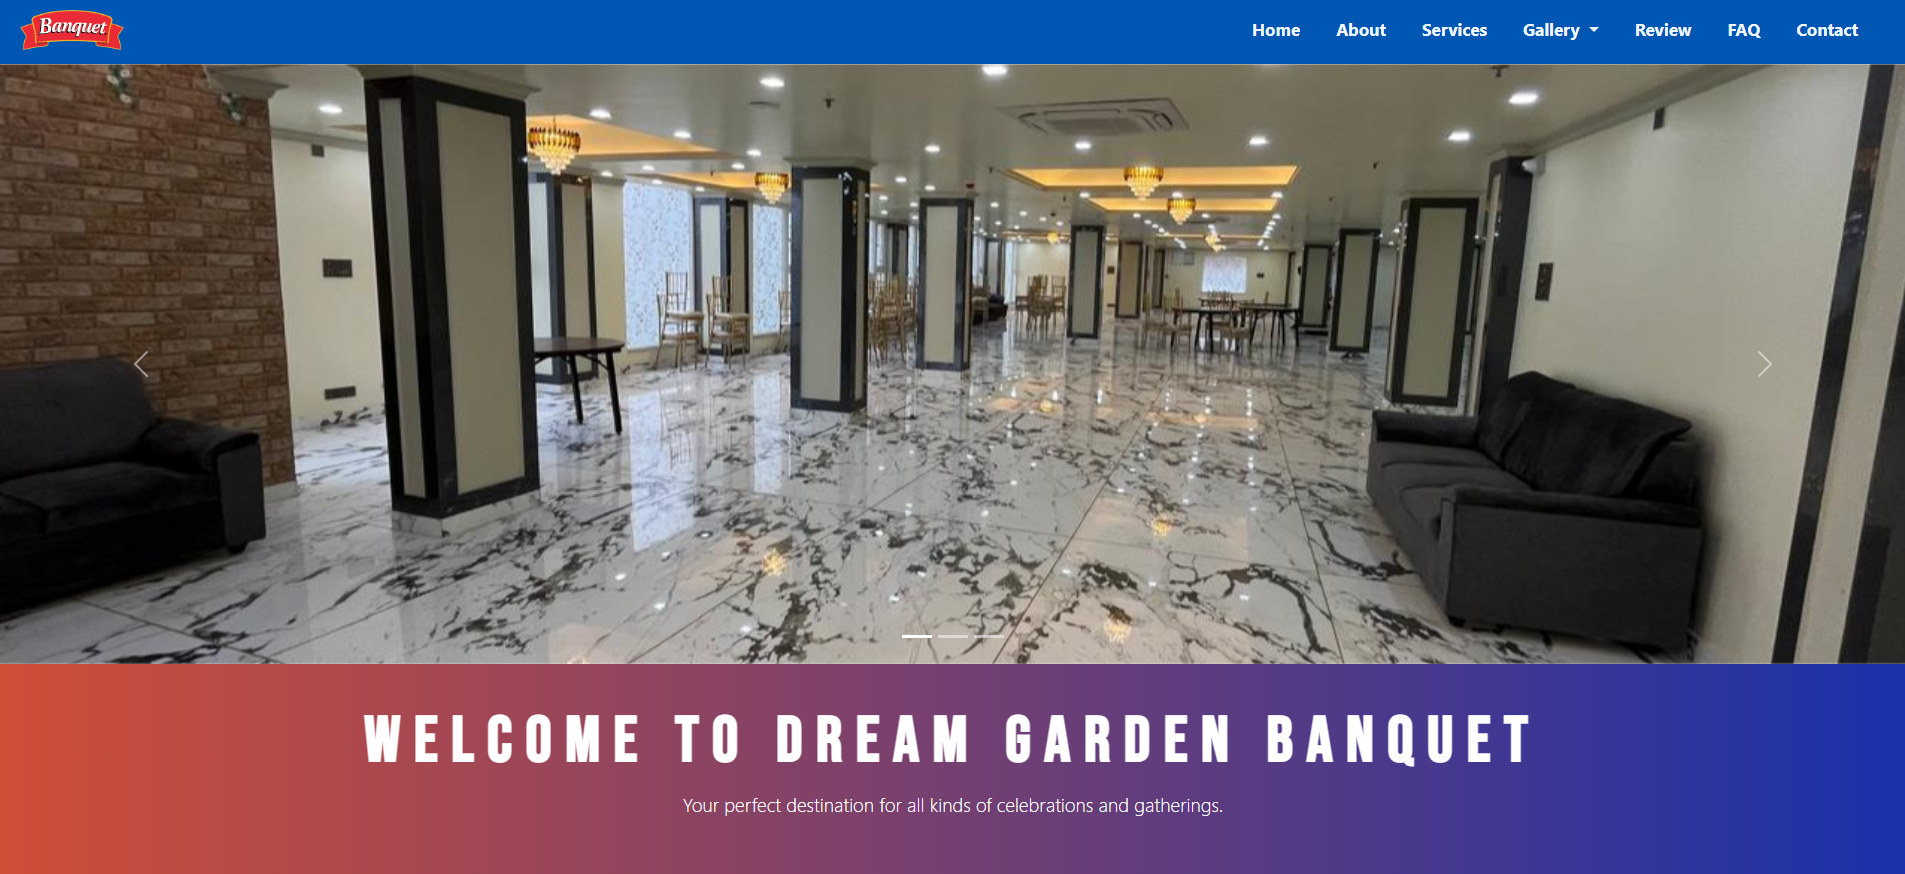 Banquet
Home About Services Gallery Review FAQ Contact
WELCOME TO DREAM GARDEN BANQUET
Your perfect destination for all kinds of celebrations and gatherings.